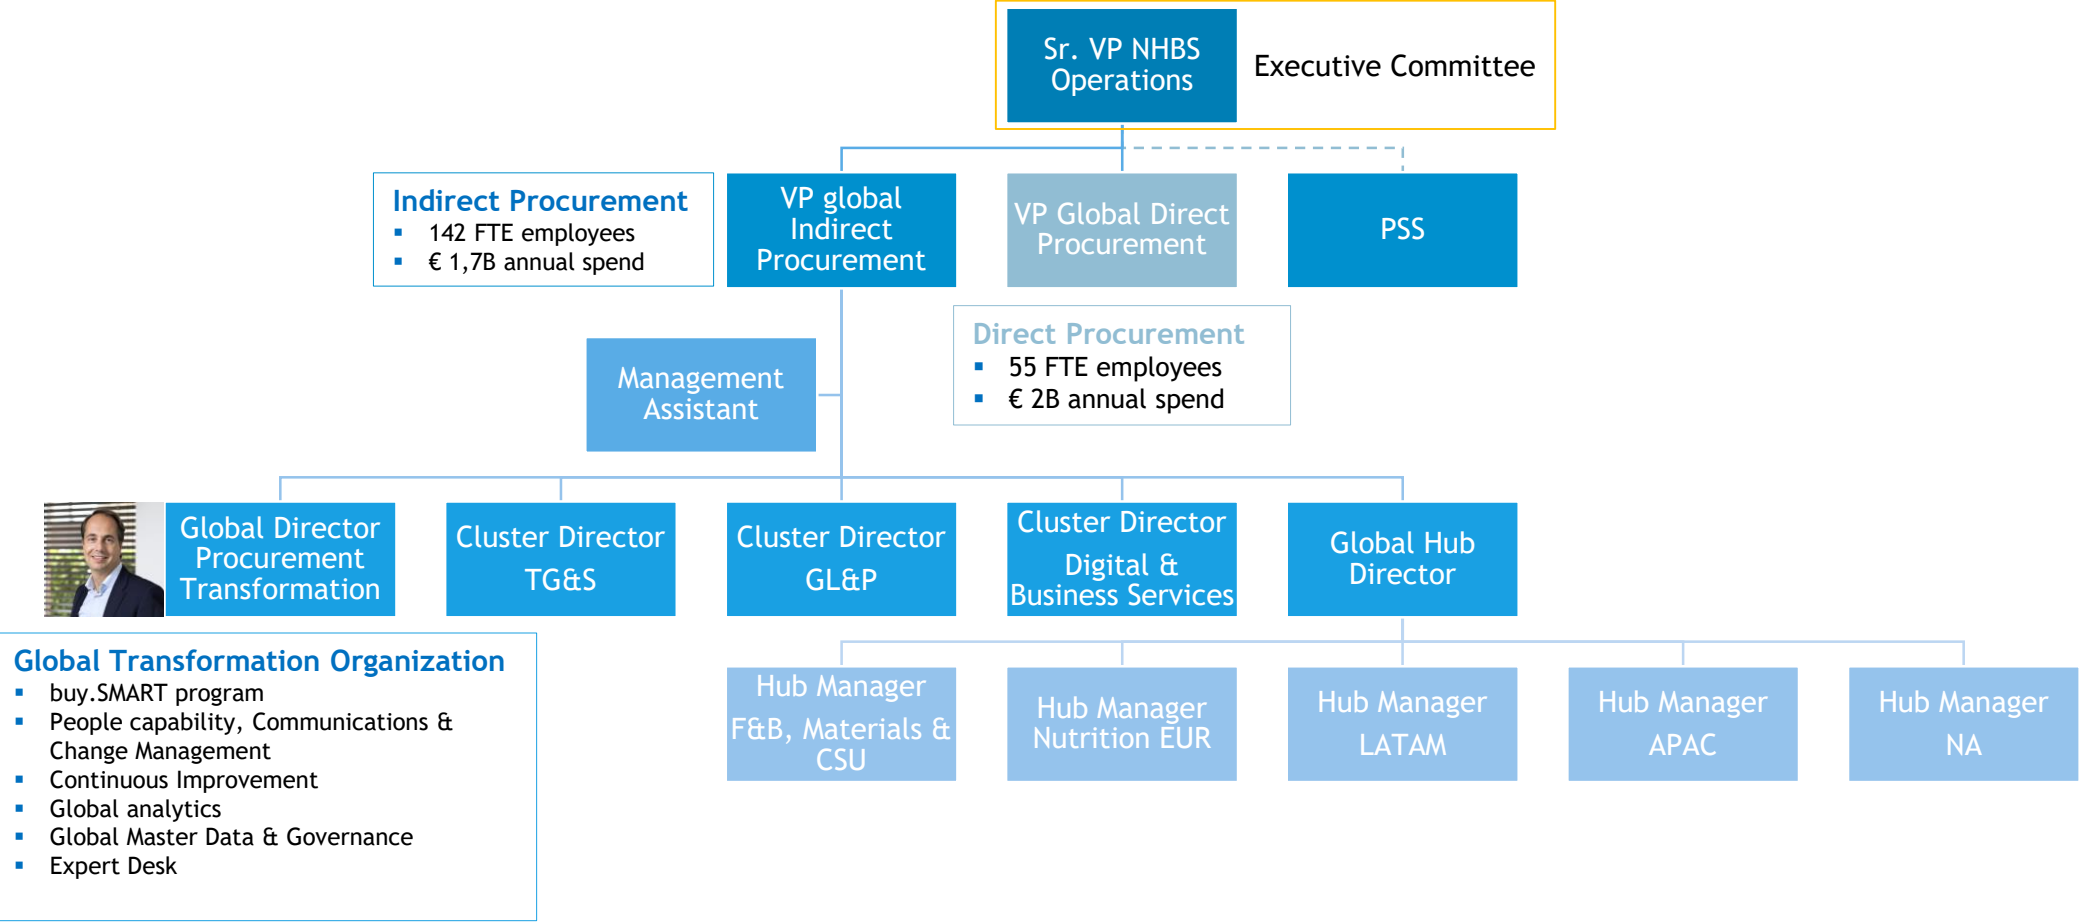 Sr. VP NHBS
Operations
Executive Committee
Indirect Procurement
▪ 142 FTE employees
▪ € 1,7B annual spend
VP global
Indirect
Procurement
VP Global Direct
Procurement
PSS
Direct Procurement
▪ 55 FTE employees
▪ € 2B annual spend
Management
Assistant
Global Director
Procurement
Transformation
Cluster Director
TG&S
Cluster Director
GL&P
Cluster Director
Digital &
Business Services
Global Hub
Director
Global Transformation Organization
▪ buy.SMART program
▪ People capability, Communications &
Change Management
▪ Continuous Improvement
▪ Global analytics
▪ Global Master Data & Governance
▪ Expert Desk
Hub Manager
F&B, Materials &
CSU
Hub Manager
Nutrition EUR
Hub Manager
LATAM
Hub Manager
APAC
Hub Manager
NA